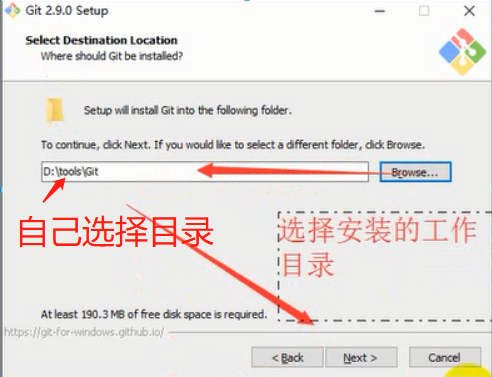 Git 2.9.0 Setup
Select Destination Location
Where should Git be installed?
Setup will install Git into the following folder.
To continue, click Next. If you would like to select a different folder, click Browse.
D:\tools\Git
Browse...
自己选择目录
选择安装的工作
目录
At least 190.3 MB of free disk space is required.
https://git-for-windows.github.io/
< Back
Next >
Cancel